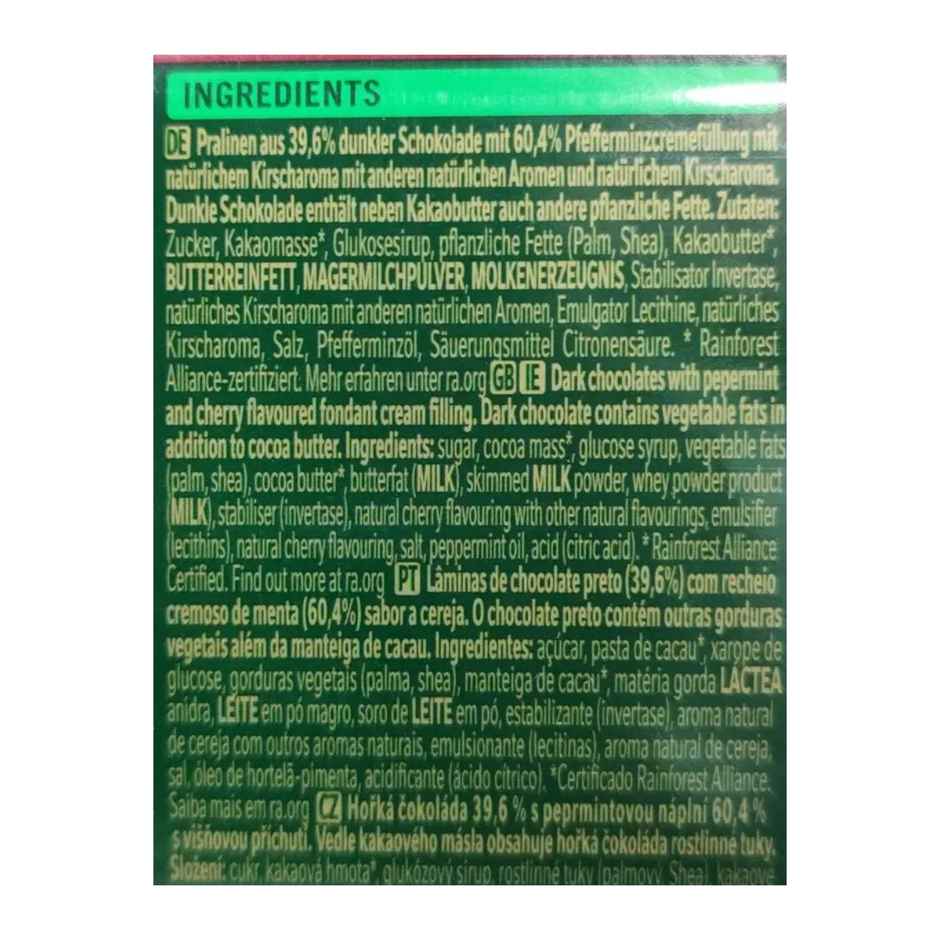 INGREDIENTS
DE Pralinen aus 39,6% dunkler Schokolade mit 60,4% Pfefferminzcremefüllung mit
natürlichem Kirscharoma mit anderen natürlichen Aromen und natürlichem Kirscharoma.
Dunkle Schokolade enthält neben Kakaobutter auch andere pflanzliche Fette. Zutaten:
Zucker, Kakaomasse*, Glukosesirup, pflanzliche Fette (Palm, Shea), Kakaobutter*,
BUTTERREINFETT, MAGERMILCHPULVER, MOLKENERZEUGNIS, Stabilisator Invertase,
natürliches Kirscharoma mit anderen natürlichen Aromen, Emulgator Lecithine, natürliches
Kirscharoma, Salz, Pfefferminzöl, Säuerungsmittel Citronensäure. * Rainforest
Alliance-zertifiziert. Mehr erfahren unter ra.org GB IE Dark chocolates with pepermint
and cherry flavoured fondant cream filling. Dark chocolate contains vegetable fats in
addition to cocoa butter. Ingredients: sugar, cocoa mass*, glucose syrup, vegetable fats
(palm, shea), cocoa butter*, butterfat (MILK), skimmed MILK powder, whey powder product
(MILK), stabiliser (invertase), natural cherry flavouring with other natural flavourings, emulsifier
(lecithins), natural cherry flavouring, salt, peppermint oil, acid (citric acid). * Rainforest Alliance
Certified. Find out more at ra.org PT Lâminas de chocolate preto (39,6%) com recheio
cremoso de menta (60,4%) sabor a cereja. O chocolate preto contém outras gorduras
vegetais além da manteiga de cacau. Ingredientes: açúcar, pasta de cacau*, xarope de
glucose, gorduras vegetais (palma, shea), manteiga de cacau*, matéria gorda LÁCTEA
anidra, LEITE em pó magro, soro de LEITE em pó, estabilizante (invertase), aroma natural
de cereja com outros aromas naturais, emulsionante (lecitinas), aroma natural de cereja,
sal, óleo de hortelã-pimenta, acidificante (ácido cítrico). *Certificado Rainforest Alliance.
Saiba mais em ra.org CZ Hořká čokoláda 39,6 % s peprmintovou náplní 60,4 %
s višňovou příchutí. Vedle kakaového másla obsahuje hořká čokoláda rostlinné tuky.
Složení: cukr, kakaová hmota*, glukózový sirup, rostlinné tuky (palmový, Shea), kakaové